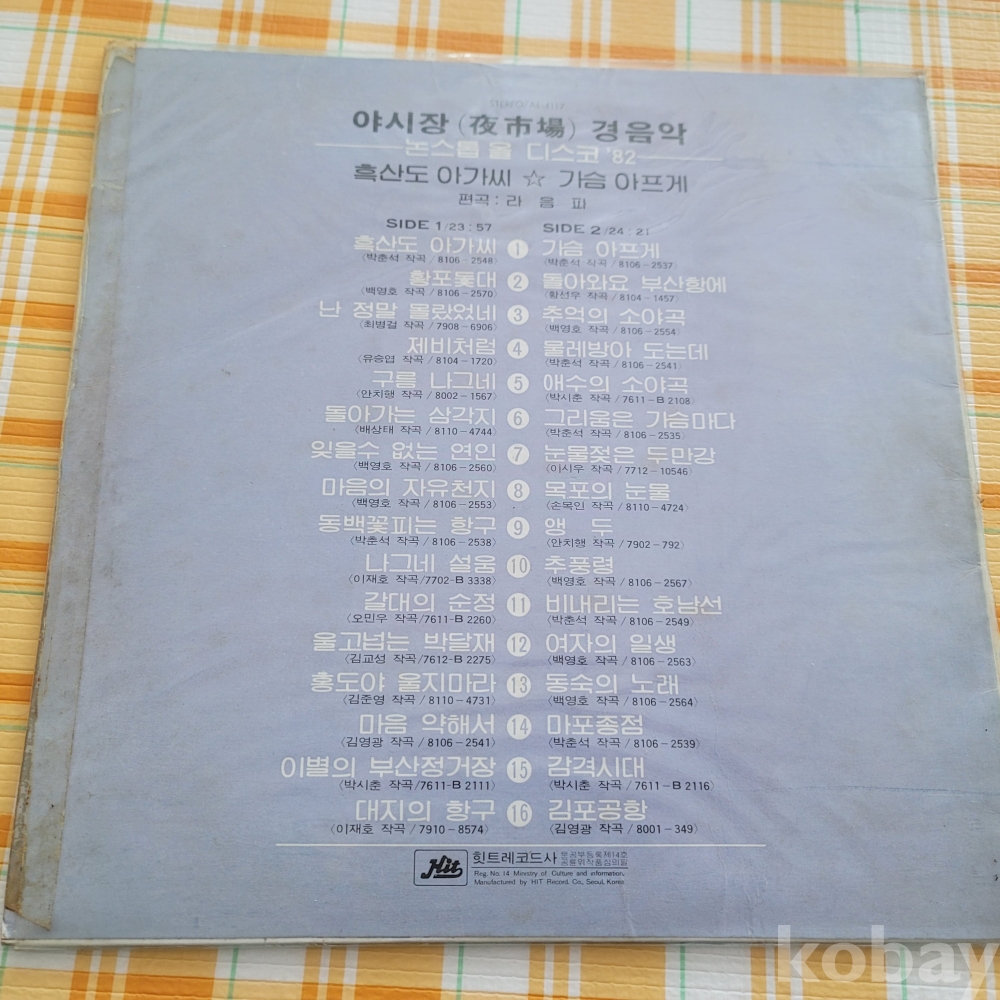 야시장 (夜市場) 경음악
논스톱 올 디스코 '82
흑산도 아가씨 ☆ 가슴 아프게
편곡 : 라 음 파
SIDE 1/23 : 57 SIDE 2/24 : 21
흑산도 아가씨 1 가슴 아프게
〈박춘석 작곡/8106-2548〉 〈박춘석 작곡/8106-2537〉
황포돛대 2 돌아와요 부산항에
〈백영호 작곡/8106-2570〉 〈황선우 작곡/8104-1457〉
난 정말 몰랐었네 3 추억의 소야곡
〈최병걸 작곡/7908-6906〉 〈백영호 작곡/8106-2554〉
제비처럼 4 물레방아 도는데
〈유승엽 작곡/8104-1720〉 〈박춘석 작곡/8106-2541〉
구름 나그네 5 애수의 소야곡
〈안치행 작곡/8002-1567〉 〈박시춘 작곡/7611-B 2108〉
돌아가는 삼각지 6 그리움은 가슴마다
〈배상태 작곡/8110-4744〉 〈박춘석 작곡/8106-2535〉
잊을수 없는 연인 7 눈물젖은 두만강
〈백영호 작곡/8106-2560〉 〈이시우 작곡/7712-10546〉
마음의 자유천지 8 목포의 눈물
〈백영호 작곡/8106-2553〉 〈손목인 작곡/8110-4724〉
동백꽃피는 항구 9 앵 두
〈박춘석 작곡/8106-2538〉 〈안치행 작곡/7902-792〉
나그네 설움 10 추풍령
〈이재호 작곡/7702-B 3338〉 〈백영호 작곡/8106-2567〉
갈대의 순정 11 비내리는 호남선
〈오민우 작곡/7611-B 2260〉 〈박춘석 작곡/8106-2549〉
울고넘는 박달재 12 여자의 일생
〈김교성 작곡/7612-B 2275〉 〈백영호 작곡/8106-2563〉
홍도야 울지마라 13 동숙의 노래
〈김준영 작곡/8110-4731〉 〈백영호 작곡/8106-2564〉
마음 약해서 14 마포종점
〈김영광 작곡/8106-2541〉 〈박춘석 작곡/8106-2539〉
이별의 부산정거장 15 감격시대
〈박시춘 작곡/7611-B 2111〉 〈박시춘 작곡/7611-B 2116〉
대지의 항구 16 김포공항
〈이재호 작곡/7910-8574〉 〈김영광 작곡/8001-349〉
Hit 힛트레코드사 문공부등록제14호
공륜위작품심의필
Reg. No. 14 Ministry of Culture and information,
Manufactured by HIT Record. Co., Seoul, Korea
kobay